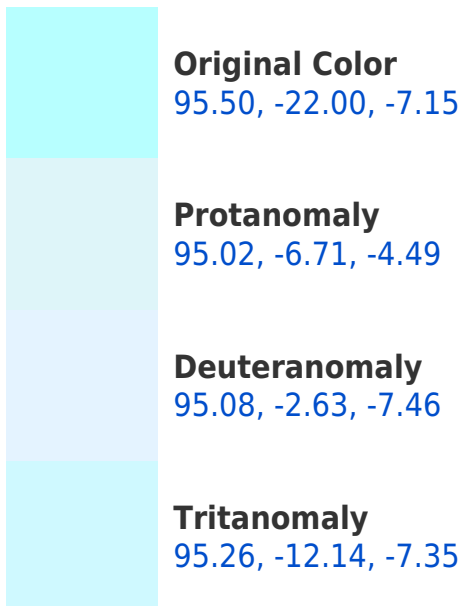 Original Color
95.50, -22.00, -7.15
Protanomaly
95.02, -6.71, -4.49
Deuteranomaly
95.08, -2.63, -7.46
Tritanomaly
95.26, -12.14, -7.35